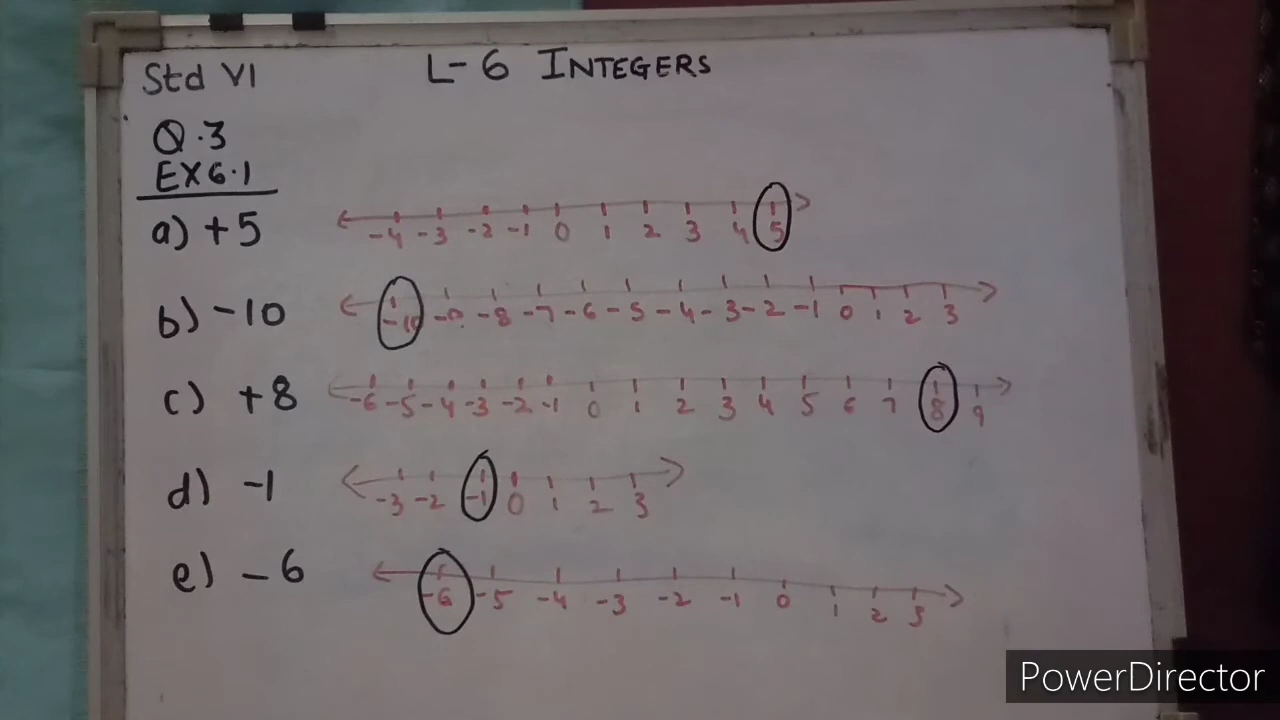 Std VI
L-6 INTEGERS
Q.3
EX 6.1
a) +5
-4 -3 -2 -1 0 1 2 3 4 5
b) -10
-10 -9 -8 -7 -6 -5 -4 -3 -2 -1 0 1 2 3
c) +8
-6 -5 -4 -3 -2 -1 0 1 2 3 4 5 6 7 8 9
d) -1
-3 -2 -1 0 1 2 3
e) -6
-6 -5 -4 -3 -2 -1 0 1 2 3
PowerDirector